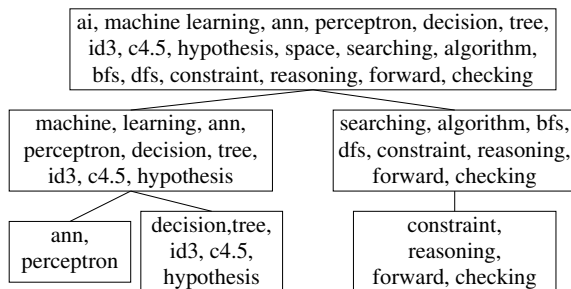 ai, machine learning, ann, perceptron, decision, tree,
id3, c4.5, hypothesis, space, searching, algorithm,
bfs, dfs, constraint, reasoning, forward, checking
machine, learning, ann,
perceptron, decision, tree,
id3, c4.5, hypothesis
searching, algorithm, bfs,
dfs, constraint, reasoning,
forward, checking
ann,
perceptron
decision,tree,
id3, c4.5,
hypothesis
constraint,
reasoning,
forward, checking